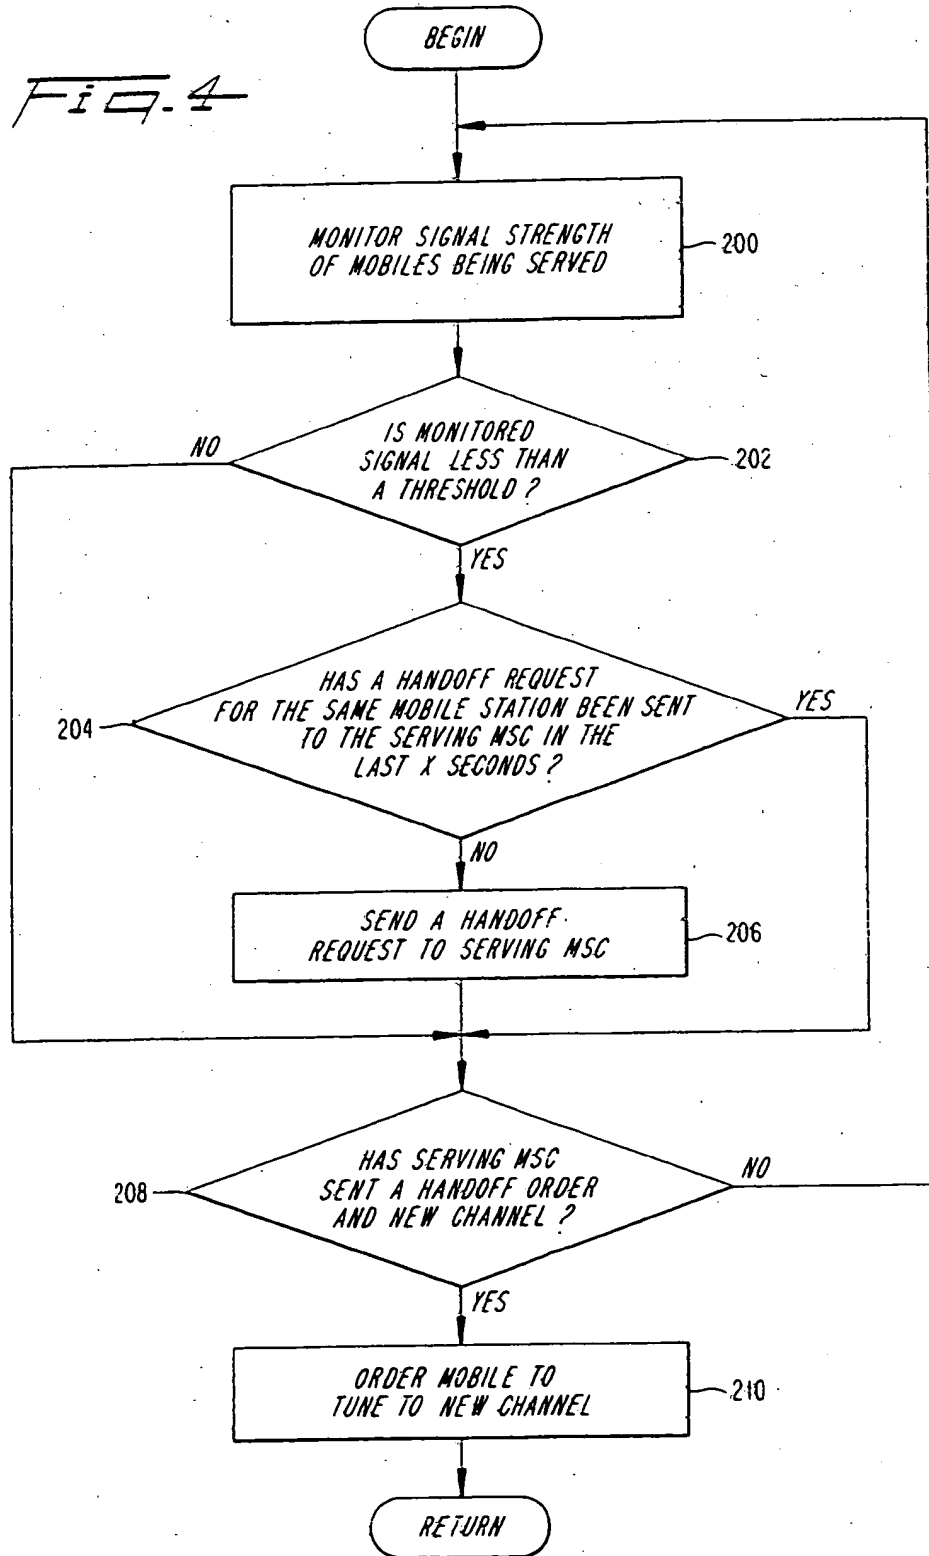 Fig. 4
BEGIN
MONITOR SIGNAL STRENGTH
OF MOBILES BEING SERVED
200
IS MONITORED
SIGNAL LESS THAN
A THRESHOLD ?
202
NO
YES
HAS A HANDOFF REQUEST
FOR THE SAME MOBILE STATION BEEN SENT
TO THE SERVING MSC IN THE
LAST X SECONDS ?
204
YES
NO
SEND A HANDOFF
REQUEST TO SERVING MSC
206
HAS SERVING MSC
SENT A HANDOFF ORDER
AND NEW CHANNEL ?
208
NO
YES
ORDER MOBILE TO
TUNE TO NEW CHANNEL
210
RETURN